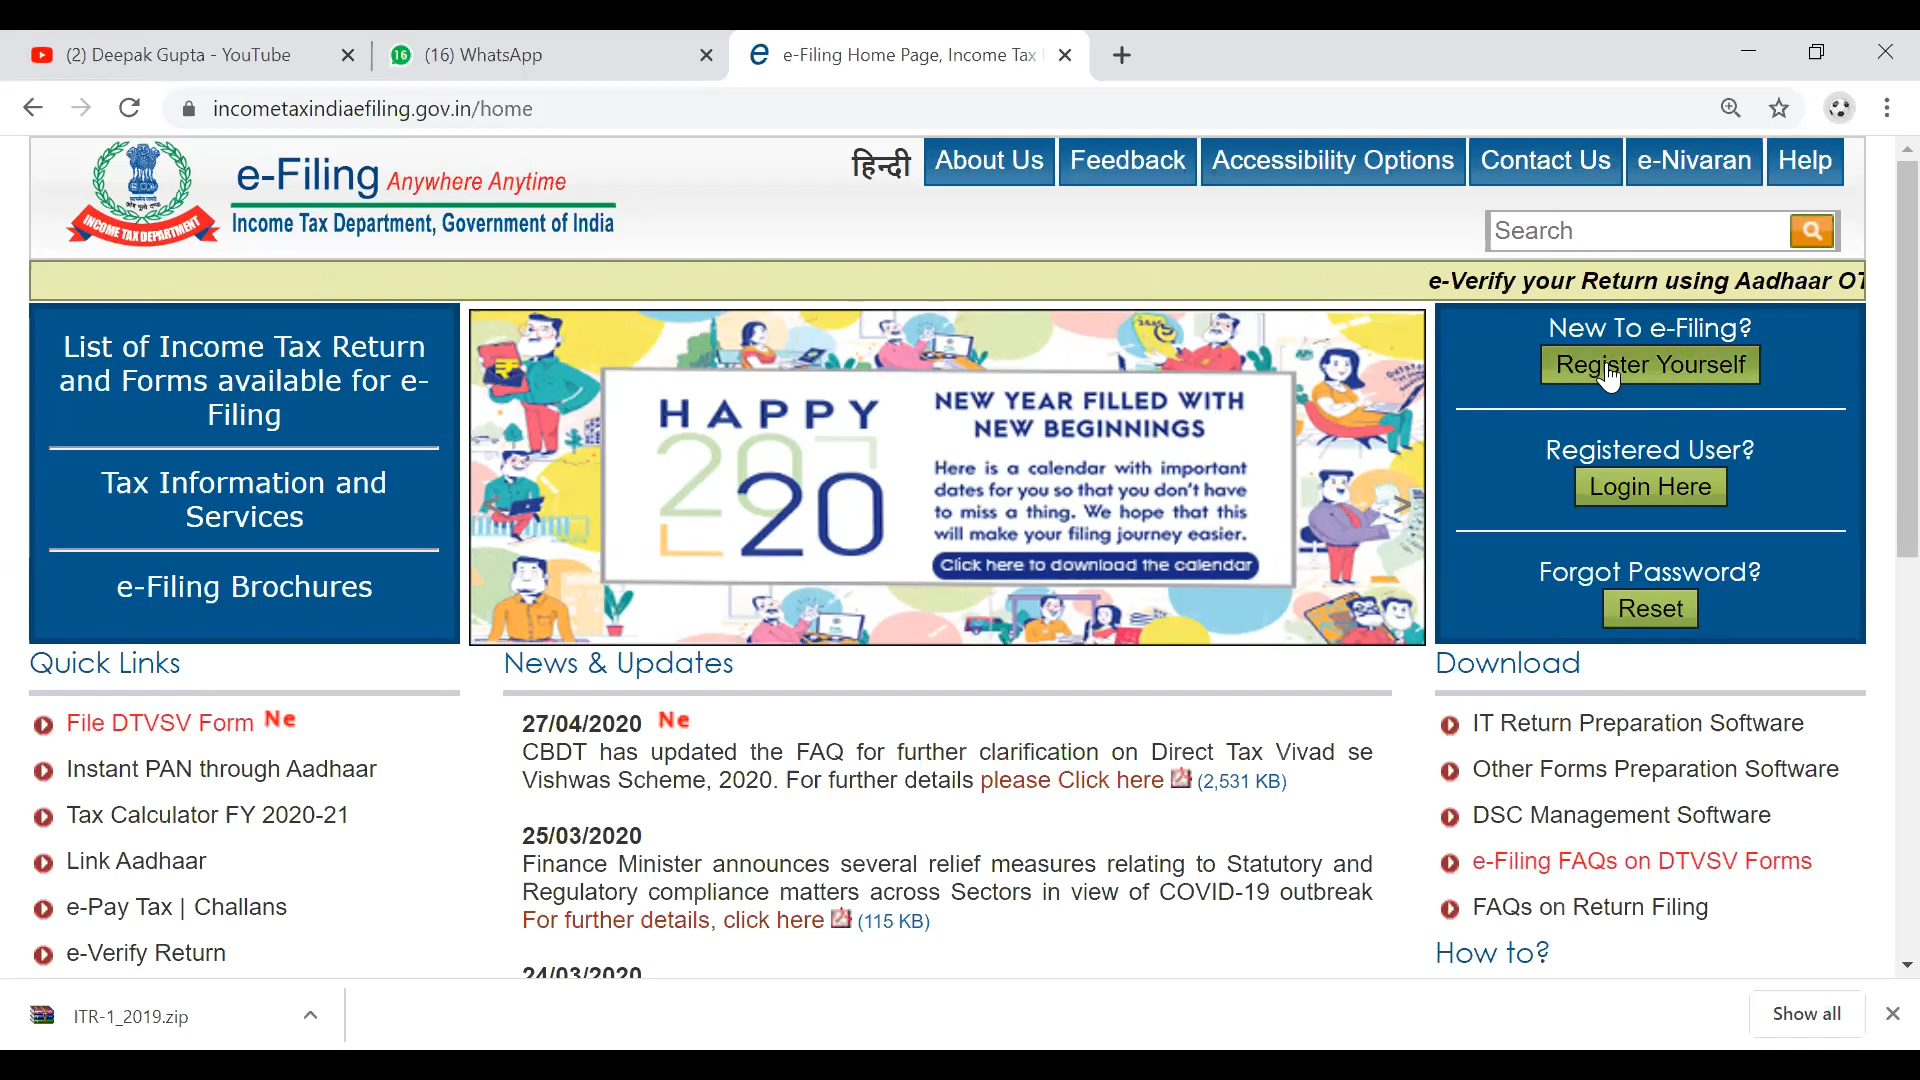 (2) Deepak Gupta - YouTube
16
(16) WhatsApp
e-Filing Home Page, Income Tax
incometaxindiaefiling.gov.in/home
INCOME TAX DEPARTMENT
e-Filing Anywhere Anytime
Income Tax Department, Government of India
हिन्दी
About Us
Feedback
Accessibility Options
Contact Us
e-Nivaran
Help
Search
e-Verify your Return using Aadhaar OT
List of Income Tax Return
and Forms available for e-
Filing
Tax Information and
Services
e-Filing Brochures
HAPPY
2020
NEW YEAR FILLED WITH
NEW BEGINNINGS
Here is a calendar with important
dates for you so that you don't have
to miss a thing. We hope that this
will make your filing journey easier.
Click here to download the calendar
New To e-Filing?
Register Yourself
Registered User?
Login Here
Forgot Password?
Reset
Quick Links
File DTVSV Form Ne
Instant PAN through Aadhaar
Tax Calculator FY 2020-21
Link Aadhaar
e-Pay Tax | Challans
e-Verify Return
News & Updates
27/04/2020 Ne
CBDT has updated the FAQ for further clarification on Direct Tax Vivad se
Vishwas Scheme, 2020. For further details please Click here (2,531 KB)
25/03/2020
Finance Minister announces several relief measures relating to Statutory and
Regulatory compliance matters across Sectors in view of COVID-19 outbreak
For further details, click here (115 KB)
24/03/2020
Download
IT Return Preparation Software
Other Forms Preparation Software
DSC Management Software
e-Filing FAQs on DTVSV Forms
FAQs on Return Filing
How to?
ITR-1_2019.zip
Show all